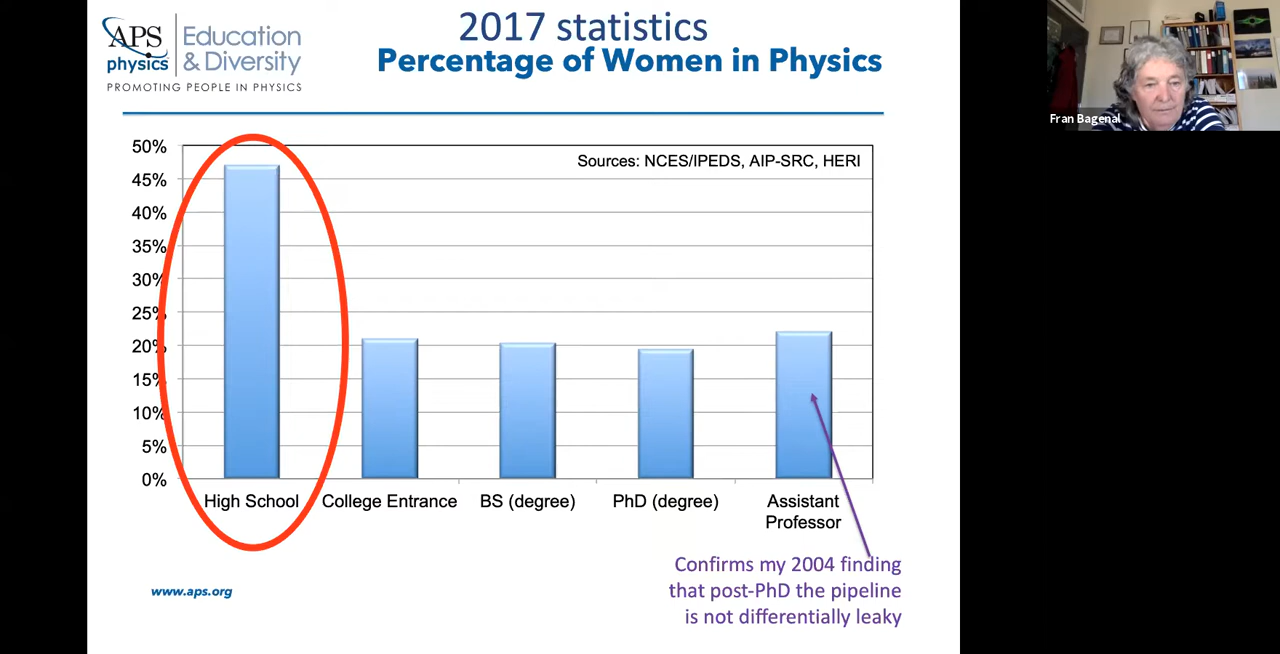 APS
physics
Education
& Diversity
PROMOTING PEOPLE IN PHYSICS
2017 statistics
Percentage of Women in Physics
Fran Bagenal
Sources: NCES/IPEDS, AIP-SRC, HERI
50%
45%
40%
35%
30%
25%
20%
15%
10%
5%
0%
High School
College Entrance
BS (degree)
PhD (degree)
Assistant
Professor
Confirms my 2004 finding
that post-PhD the pipeline
is not differentially leaky
www.aps.org